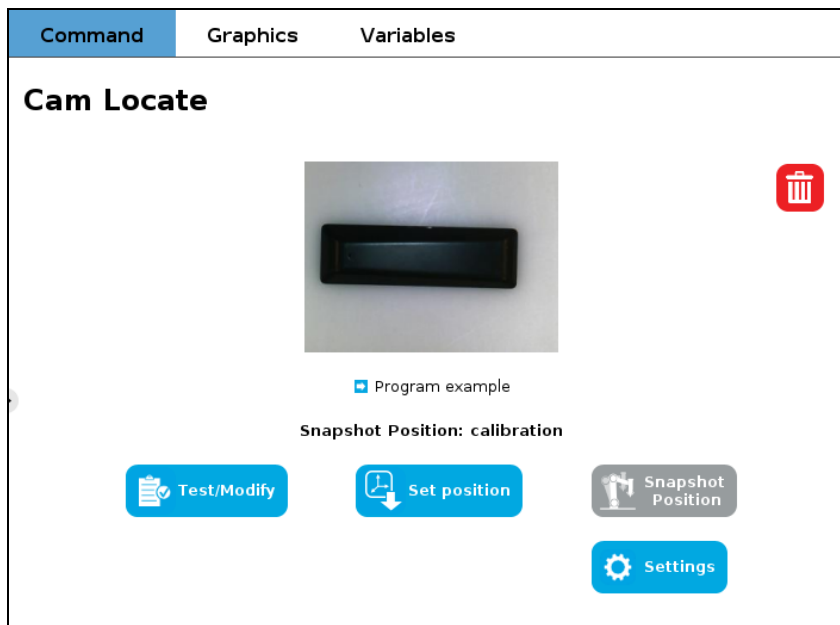 Command Graphics Variables
Cam Locate
Program example
Snapshot Position: calibration
Test/Modify Set position Snapshot
Position
Settings